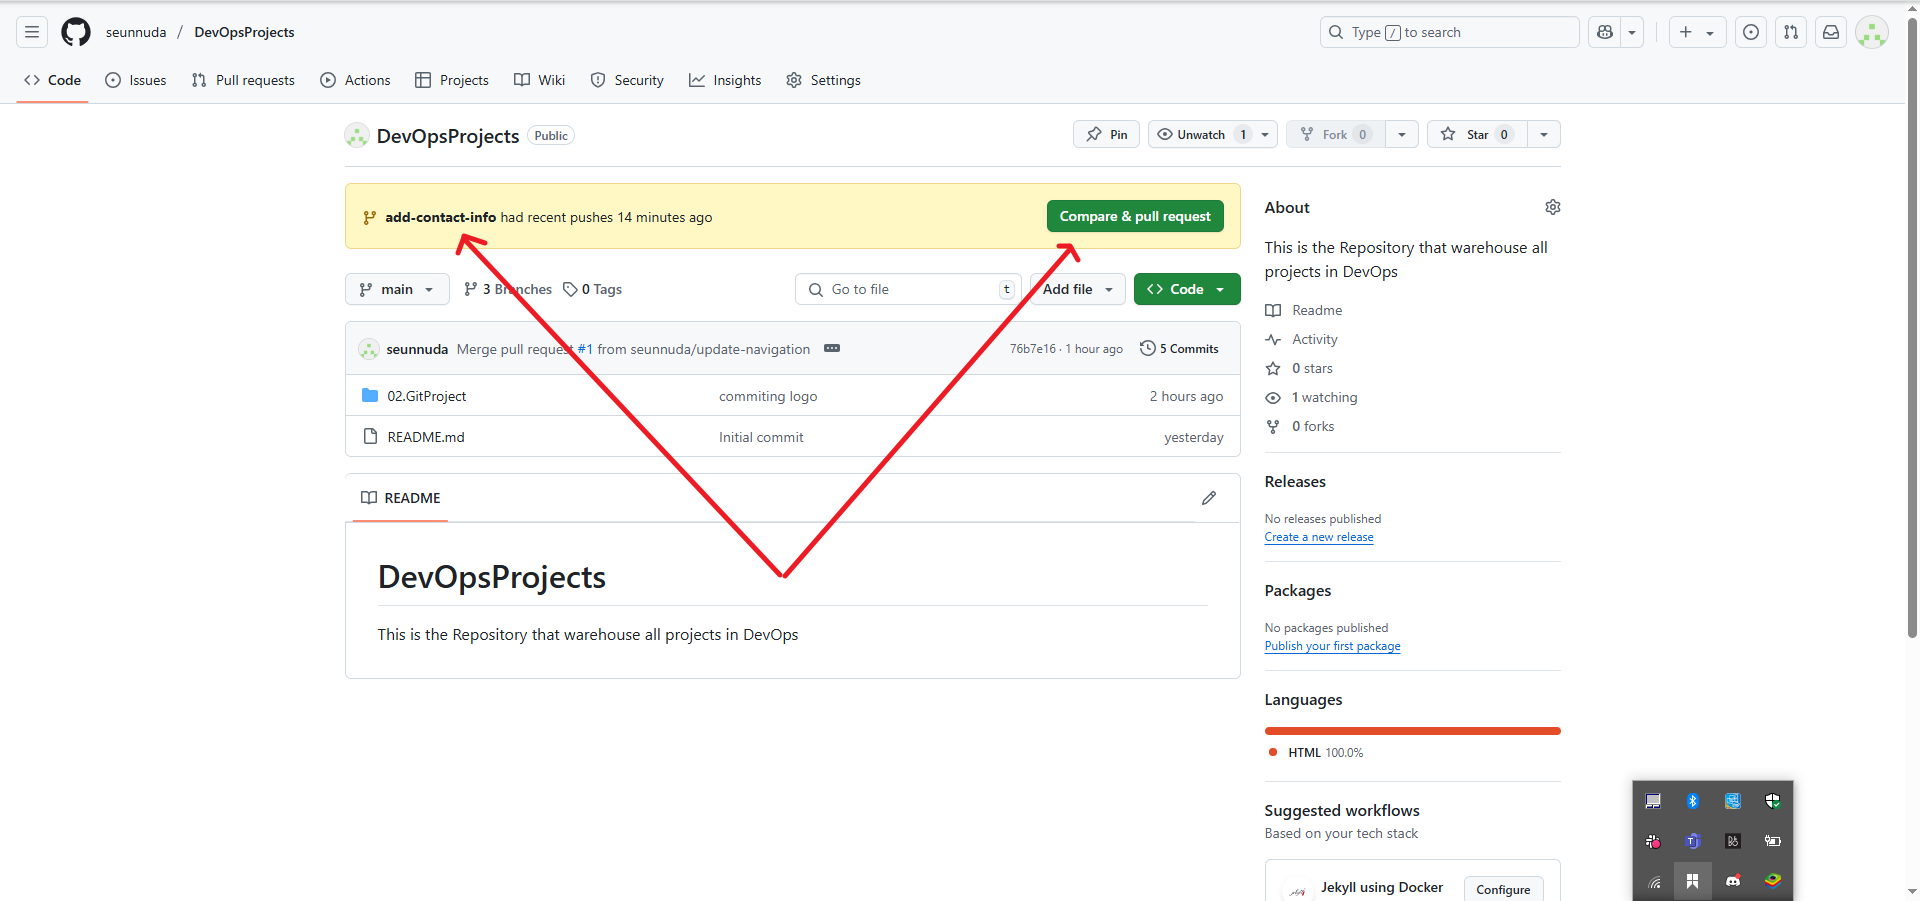 seunnuda / DevOpsProjects
Type / to search
Code Issues Pull requests Actions Projects Wiki Security Insights Settings
DevOpsProjects Public
Pin Unwatch 1 Fork 0 Star 0
add-contact-info had recent pushes 14 minutes ago
Compare & pull request
main 3 Branches 0 Tags
Go to file t
Add file
Code
seunnuda Merge pull request #1 from seunnuda/update-navigation
76b7e16 · 1 hour ago 5 Commits
02.GitProject commiting logo 2 hours ago
README.md Initial commit yesterday
README
DevOpsProjects
This is the Repository that warehouse all projects in DevOps
About
This is the Repository that warehouse all
projects in DevOps
Readme
Activity
0 stars
1 watching
0 forks
Releases
No releases published
Create a new release
Packages
No packages published
Publish your first package
Languages
HTML 100.0%
Suggested workflows
Based on your tech stack
Jekyll using Docker
Configure